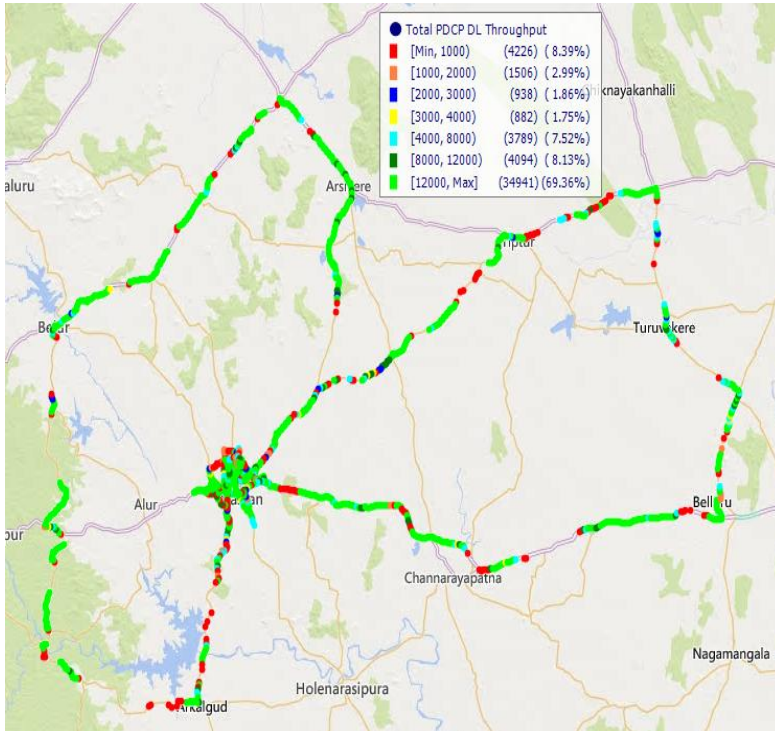 Total PDCP DL Throughput
[Min, 1000) (4226) ( 8.39%)
[1000, 2000) (1506) ( 2.99%)
[2000, 3000) (938) ( 1.86%)
[3000, 4000) (882) ( 1.75%)
[4000, 8000) (3789) ( 7.52%)
[8000, 12000) (4094) ( 8.13%)
[12000, Max] (34941) (69.36%)
Turuvekere
Alur
Channarayapatna
Nagamangala
Holenarasipura